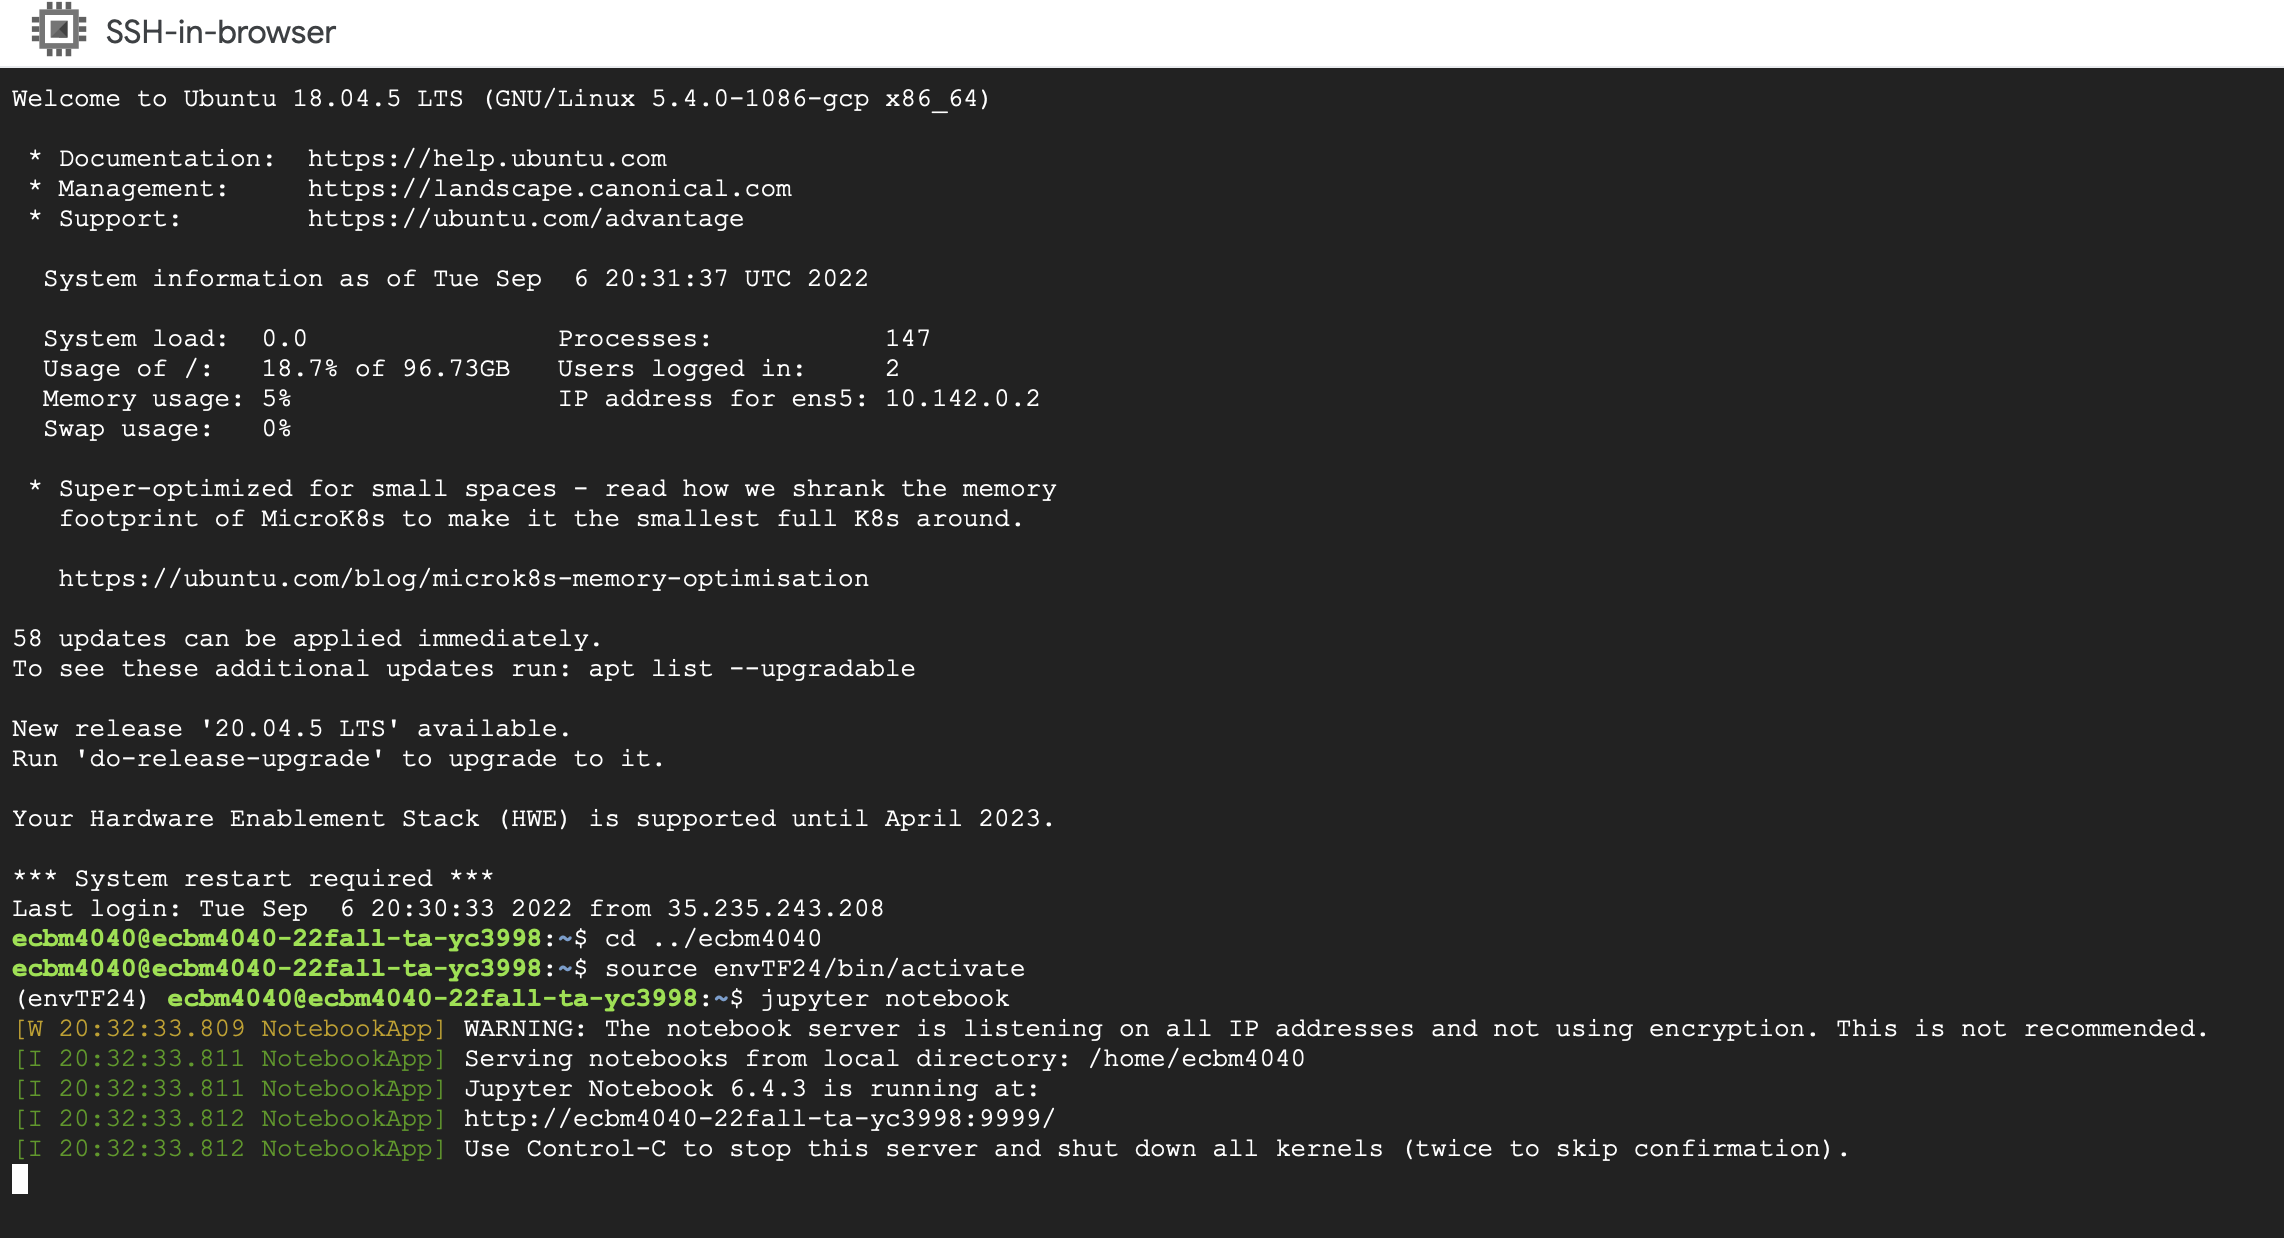 SSH-in-browser
Welcome to Ubuntu 18.04.5 LTS (GNU/Linux 5.4.0-1086-gcp x86_64)
* Documentation:  https://help.ubuntu.com
* Management:     https://landscape.canonical.com
* Support:        https://ubuntu.com/advantage
System information as of Tue Sep  6 20:31:37 UTC 2022
System load:  0.0                Processes:           147
Usage of /:   18.7% of 96.73GB   Users logged in:     2
Memory usage: 5%                 IP address for ens5: 10.142.0.2
Swap usage:   0%
* Super-optimized for small spaces - read how we shrank the memory
footprint of MicroK8s to make it the smallest full K8s around.
https://ubuntu.com/blog/microk8s-memory-optimisation
58 updates can be applied immediately.
To see these additional updates run: apt list --upgradable
New release '20.04.5 LTS' available.
Run 'do-release-upgrade' to upgrade to it.
Your Hardware Enablement Stack (HWE) is supported until April 2023.
*** System restart required ***
Last login: Tue Sep  6 20:30:33 2022 from 35.235.243.208
ecbm4040@ecbm4040-22fall-ta-yc3998:~$ cd ../ecbm4040
ecbm4040@ecbm4040-22fall-ta-yc3998:~$ source envTF24/bin/activate
(envTF24) ecbm4040@ecbm4040-22fall-ta-yc3998:~$ jupyter notebook
[W 20:32:33.809 NotebookApp] WARNING: The notebook server is listening on all IP addresses and not using encryption. This is not recommended.
[I 20:32:33.811 NotebookApp] Serving notebooks from local directory: /home/ecbm4040
[I 20:32:33.811 NotebookApp] Jupyter Notebook 6.4.3 is running at:
[I 20:32:33.812 NotebookApp] http://ecbm4040-22fall-ta-yc3998:9999/
[I 20:32:33.812 NotebookApp] Use Control-C to stop this server and shut down all kernels (twice to skip confirmation).